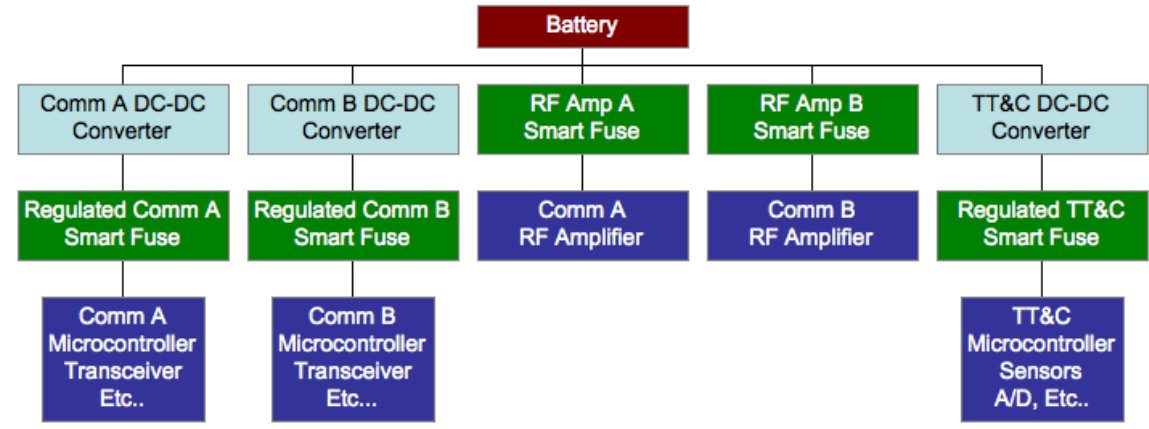 Battery
Comm A DC-DC
Converter
Comm B DC-DC
Converter
RF Amp A
Smart Fuse
RF Amp B
Smart Fuse
TT&C DC-DC
Converter
Regulated Comm A
Smart Fuse
Regulated Comm B
Smart Fuse
Comm A
RF Amplifier
Comm B
RF Amplifier
Regulated TT&C
Smart Fuse
Comm A
Microcontroller
Transceiver
Etc..
Comm B
Microcontroller
Transceiver
Etc...
TT&C
Microcontroller
Sensors
A/D, Etc..